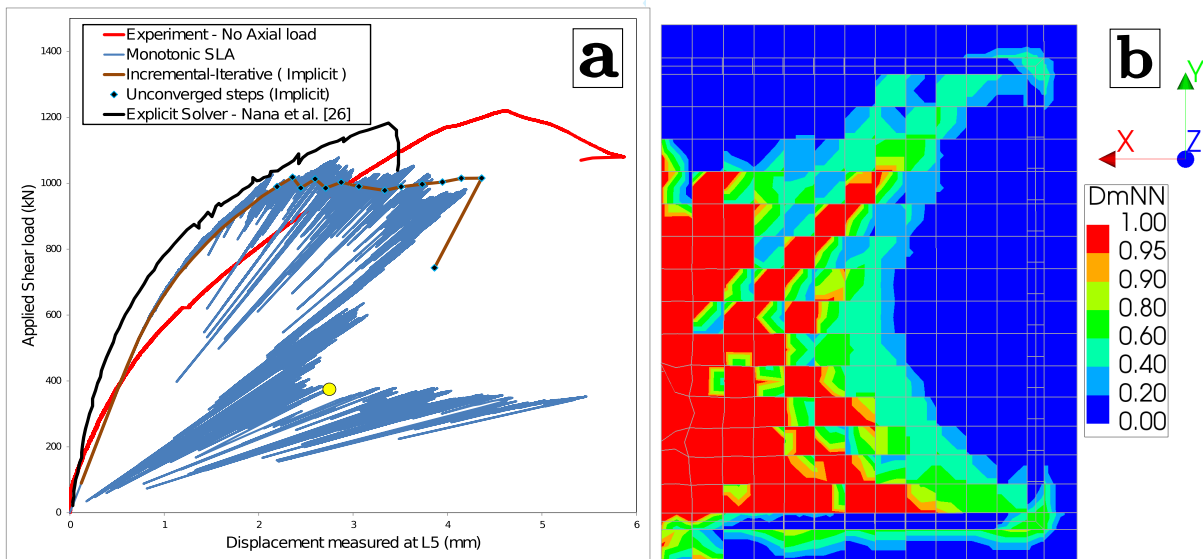 a
Experiment - No Axial load
Monotonic SLA
Incremental-Iterative ( Implicit )
Unconverged steps (Implicit)
Explicit Solver - Nana et al. [26]
Applied Shear load (kN)
1400
1200
1000
800
600
400
200
0
0 1 2 3 4 5 6
Displacement measured at L5 (mm)
b
Y
X
Z
DmNN
1.00
0.95
0.90
0.80
0.60
0.40
0.20
0.00